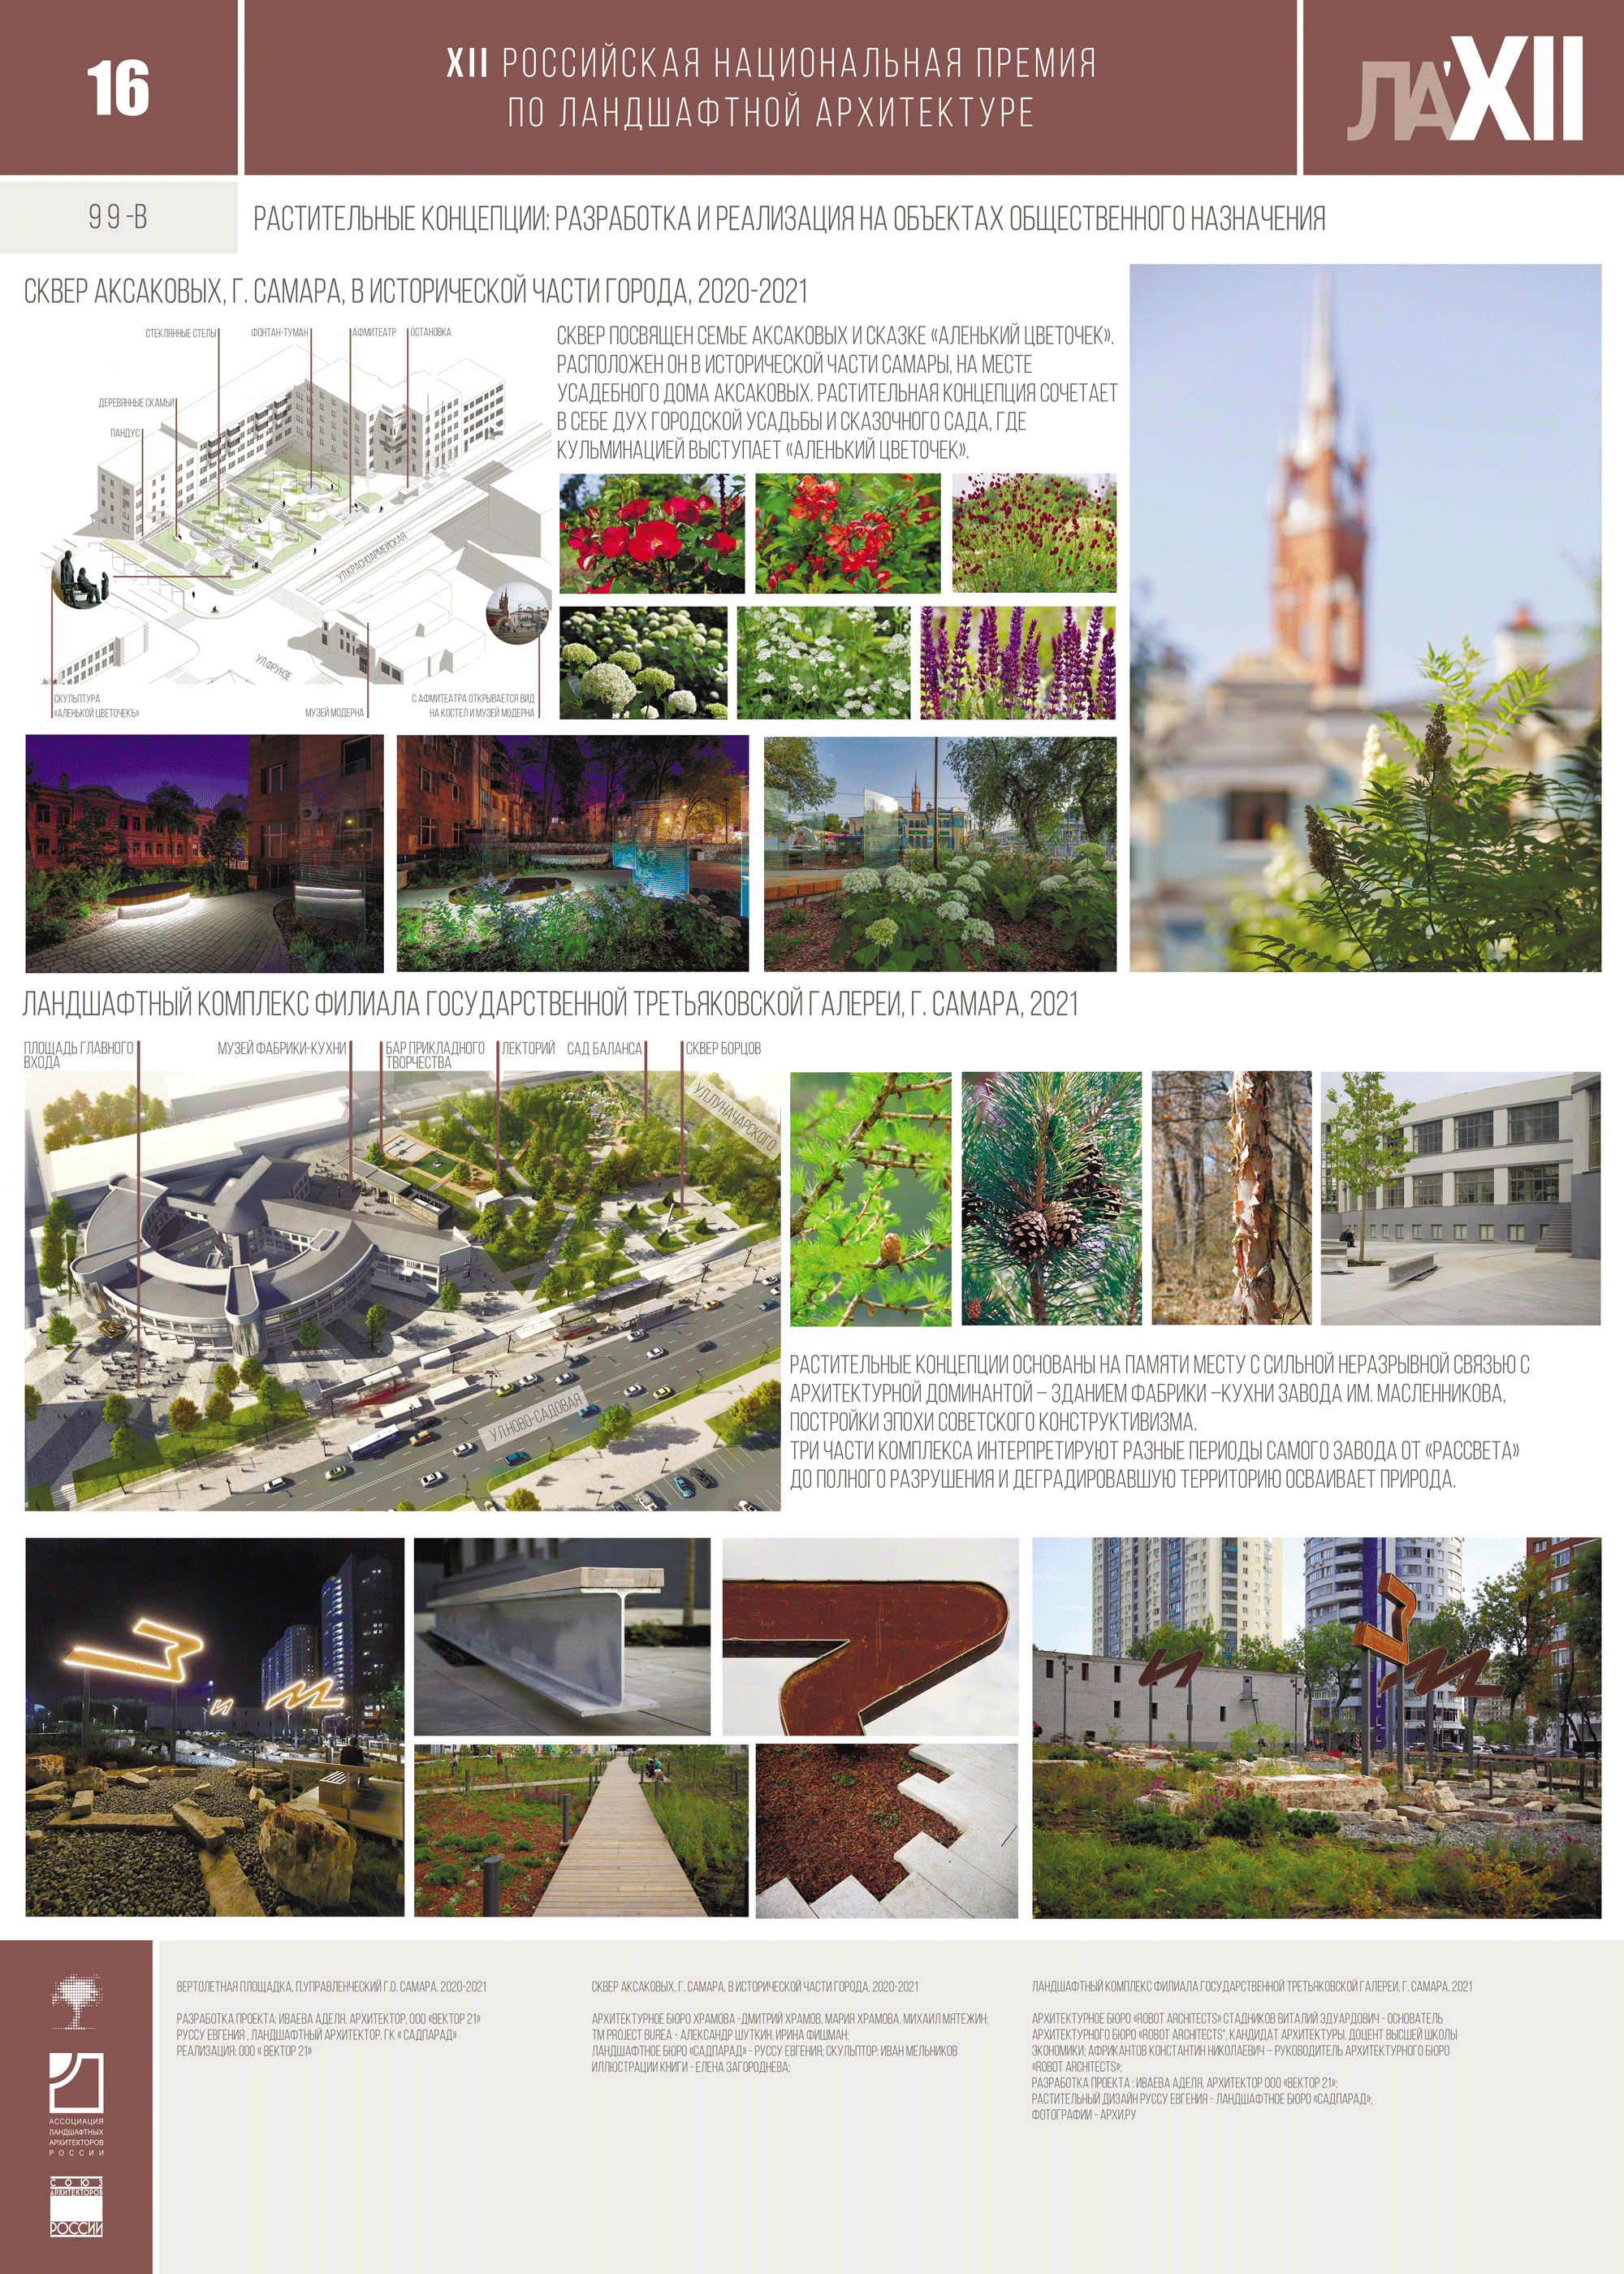 16
XII РОССИЙСКАЯ НАЦИОНАЛЬНАЯ ПРЕМИЯ
ПО ЛАНДШАФТНОЙ АРХИТЕКТУРЕ
ЛА'XII
99-В
РАСТИТЕЛЬНЫЕ КОНЦЕПЦИИ: РАЗРАБОТКА И РЕАЛИЗАЦИЯ НА ОБЪЕКТАХ ОБЩЕСТВЕННОГО НАЗНАЧЕНИЯ
СКВЕР АКСАКОВЫХ, Г. САМАРА, В ИСТОРИЧЕСКОЙ ЧАСТИ ГОРОДА, 2020-2021
СТЕКЛЯННЫЕ СТЕЛЫ
ФОНТАН-ТУМАН
АФМИТЕАТР
ОСТАНОВКА
ДЕРЕВЯННЫЕ СКАМЬИ
ПАНДУС
УЛ.КРАСНОАРМЕЙСКАЯ
УЛ.ФРУНЗЕ
СКУЛЬПТУРА
«АЛЕНЬКОЙ ЦВЕТОЧЕКЪ»
МУЗЕЙ МОДЕРНА
С АФМИТЕАТРА ОТКРЫВАЕТСЯ ВИД
НА КОСТЕЛ И МУЗЕЙ МОДЕРНА
СКВЕР ПОСВЯЩЕН СЕМЬЕ АКСАКОВЫХ И СКАЗКЕ «АЛЕНЬКИЙ ЦВЕТОЧЕК».
РАСПОЛОЖЕН ОН В ИСТОРИЧЕСКОЙ ЧАСТИ САМАРЫ, НА МЕСТЕ
УСАДЕБНОГО ДОМА АКСАКОВЫХ. РАСТИТЕЛЬНАЯ КОНЦЕПЦИЯ СОЧЕТАЕТ
В СЕБЕ ДУХ ГОРОДСКОЙ УСАДЬБЫ И СКАЗОЧНОГО САДА, ГДЕ
КУЛЬМИНАЦИЕЙ ВЫСТУПАЕТ «АЛЕНЬКИЙ ЦВЕТОЧЕК».
ЛАНДШАФТНЫЙ КОМПЛЕКС ФИЛИАЛА ГОСУДАРСТВЕННОЙ ТРЕТЬЯКОВСКОЙ ГАЛЕРЕИ, Г. САМАРА, 2021
ПЛОЩАДЬ ГЛАВНОГО
ВХОДА
МУЗЕЙ ФАБРИКИ-КУХНИ
БАР ПРИКЛАДНОГО
ТВОРЧЕСТВА
ЛЕКТОРИЙ
САД БАЛАНСА
СКВЕР БОРЦОВ
УЛ.ЛУНАЧАРСКОГО
УЛ.НОВО-САДОВАЯ
РАСТИТЕЛЬНЫЕ КОНЦЕПЦИИ ОСНОВАНЫ НА ПАМЯТИ МЕСТУ С СИЛЬНОЙ НЕРАЗРЫВНОЙ СВЯЗЬЮ С
АРХИТЕКТУРНОЙ ДОМИНАНТОЙ – ЗДАНИЕМ ФАБРИКИ –КУХНИ ЗАВОДА ИМ. МАСЛЕННИКОВА,
ПОСТРОЙКИ ЭПОХИ СОВЕТСКОГО КОНСТРУКТИВИЗМА.
ТРИ ЧАСТИ КОМПЛЕКСА ИНТЕРПРЕТИРУЮТ РАЗНЫЕ ПЕРИОДЫ САМОГО ЗАВОДА ОТ «РАССВЕТА»
ДО ПОЛНОГО РАЗРУШЕНИЯ И ДЕГРАДИРОВАВШУЮ ТЕРРИТОРИЮ ОСВАИВАЕТ ПРИРОДА.
З и м
и З м
АССОЦИАЦИЯ
ЛАНДШАФТНЫХ
АРХИТЕКТОРОВ
РОССИИ
СОЮЗ
АРХИТЕКТОРОВ
РОССИИ
ВЕРТОЛЕТНАЯ ПЛОЩАДКА, П.УПРАВЛЕНЧЕСКИЙ Г.О. САМАРА, 2020-2021
РАЗРАБОТКА ПРОЕКТА: ИВАЕВА АДЕЛЯ, АРХИТЕКТОР, ООО «ВЕКТОР 21»
РУССУ ЕВГЕНИЯ , ЛАНДШАФТНЫЙ АРХИТЕКТОР, ГК « САДПАРАД»
РЕАЛИЗАЦИЯ: ООО « ВЕКТОР 21»
СКВЕР АКСАКОВЫХ, Г. САМАРА, В ИСТОРИЧЕСКОЙ ЧАСТИ ГОРОДА, 2020-2021
АРХИТЕКТУРНОЕ БЮРО ХРАМОВА -ДМИТРИЙ ХРАМОВ, МАРИЯ ХРАМОВА, МИХАИЛ МЯТЕЖИН;
TM PROJECT BUREA - АЛЕКСАНДР ШУТКИН, ИРИНА ФИШМАН;
ЛАНДШАФТНОЕ БЮРО «САДПАРАД» - РУССУ ЕВГЕНИЯ; СКУЛЬПТОР: ИВАН МЕЛЬНИКОВ
ИЛЛЮСТРАЦИИ КНИГИ - ЕЛЕНА ЗАГОРОДНЕВА;
ЛАНДШАФТНЫЙ КОМПЛЕКС ФИЛИАЛА ГОСУДАРСТВЕННОЙ ТРЕТЬЯКОВСКОЙ ГАЛЕРЕИ, Г. САМАРА, 2021
АРХИТЕКТУРНОЕ БЮРО «ROBOT ARCHITECTS» СТАДНИКОВ ВИТАЛИЙ ЭДУАРДОВИЧ - ОСНОВАТЕЛЬ
АРХИТЕКТУРНОГО БЮРО «ROBOT ARCHITECTS", КАНДИДАТ АРХИТЕКТУРЫ, ДОЦЕНТ ВЫСШЕЙ ШКОЛЫ
ЭКОНОМИКИ; АФРИКАНТОВ КОНСТАНТИН НИКОЛАЕВИЧ – РУКОВОДИТЕЛЬ АРХИТЕКТУРНОГО БЮРО
«ROBOT ARCHITECTS»;
РАЗРАБОТКА ПРОЕКТА : ИВАЕВА АДЕЛЯ, АРХИТЕКТОР ООО «ВЕКТОР 21»;
РАСТИТЕЛЬНЫЙ ДИЗАЙН РУССУ ЕВГЕНИЯ - ЛАНДШАФТНОЕ БЮРО «САДПАРАД»;
ФОТОГРАФИИ - АРХИ.РУ